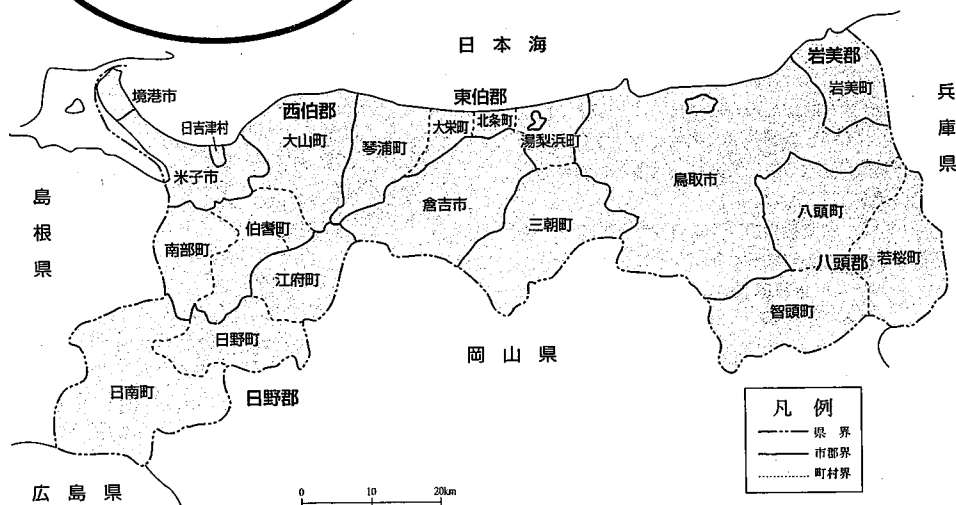 日本海
境港市
日吉津村
米子市
西伯郡
大山町
東伯郡
琴浦町
大栄町
北条町
湯梨浜町
岩美郡
岩美町
兵庫県
島根県
南部町
伯耆町
江府町
倉吉市
三朝町
鳥取市
八頭町
八頭郡
若桜町
智頭町
日野町
日南町
日野郡
岡山県
広島県
凡例
県界
市郡界
町村界
0 10 20km